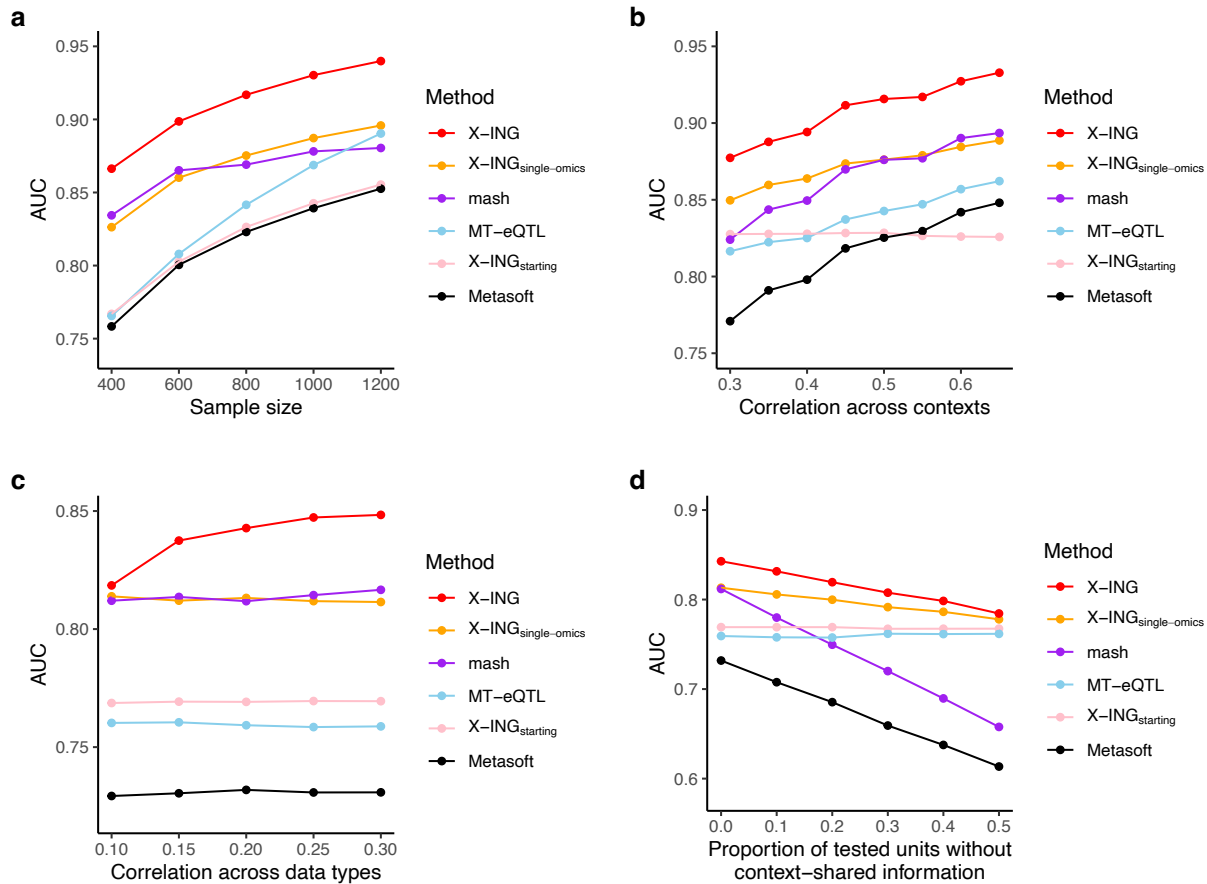 a
0.95
0.90
0.85
0.80
0.75
AUC
400
600
800
1000
1200
Sample size
Method
X−ING
X−INGsingle−omics
mash
MT−eQTL
X−INGstarting
Metasoft
b
0.95
0.90
0.85
0.80
0.75
AUC
0.3
0.4
0.5
0.6
Correlation across contexts
Method
X−ING
X−INGsingle−omics
mash
MT−eQTL
X−INGstarting
Metasoft
c
0.85
0.80
0.75
AUC
0.10
0.15
0.20
0.25
0.30
Correlation across data types
Method
X−ING
X−INGsingle−omics
mash
MT−eQTL
X−INGstarting
Metasoft
d
0.9
0.8
0.7
0.6
AUC
0.0
0.1
0.2
0.3
0.4
0.5
Proportion of tested units without
context−shared information
Method
X−ING
X−INGsingle−omics
mash
MT−eQTL
X−INGstarting
Metasoft